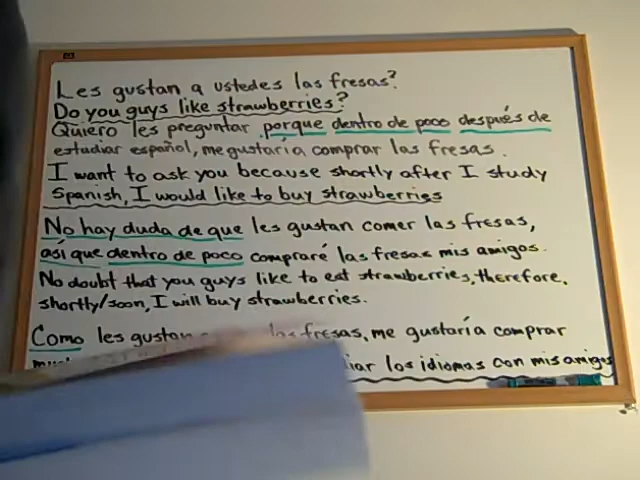 Les gustan a ustedes las fresas?
Do you guys like strawberries?
Quiero les preguntar porque dentro de poco después de
estudiar español, me gustaría comprar las fresas.
I want to ask you because shortly after I study
Spanish, I would like to buy strawberries
No hay duda de que les gustan comer las fresas,
así que dentro de poco compraré las fresas mis amigos.
No doubt that you guys like to eat strawberries, therefore,
shortly/soon, I will buy strawberries.
Como les gustan las fresas, me gustaría comprar
los idiomas con mis amigos